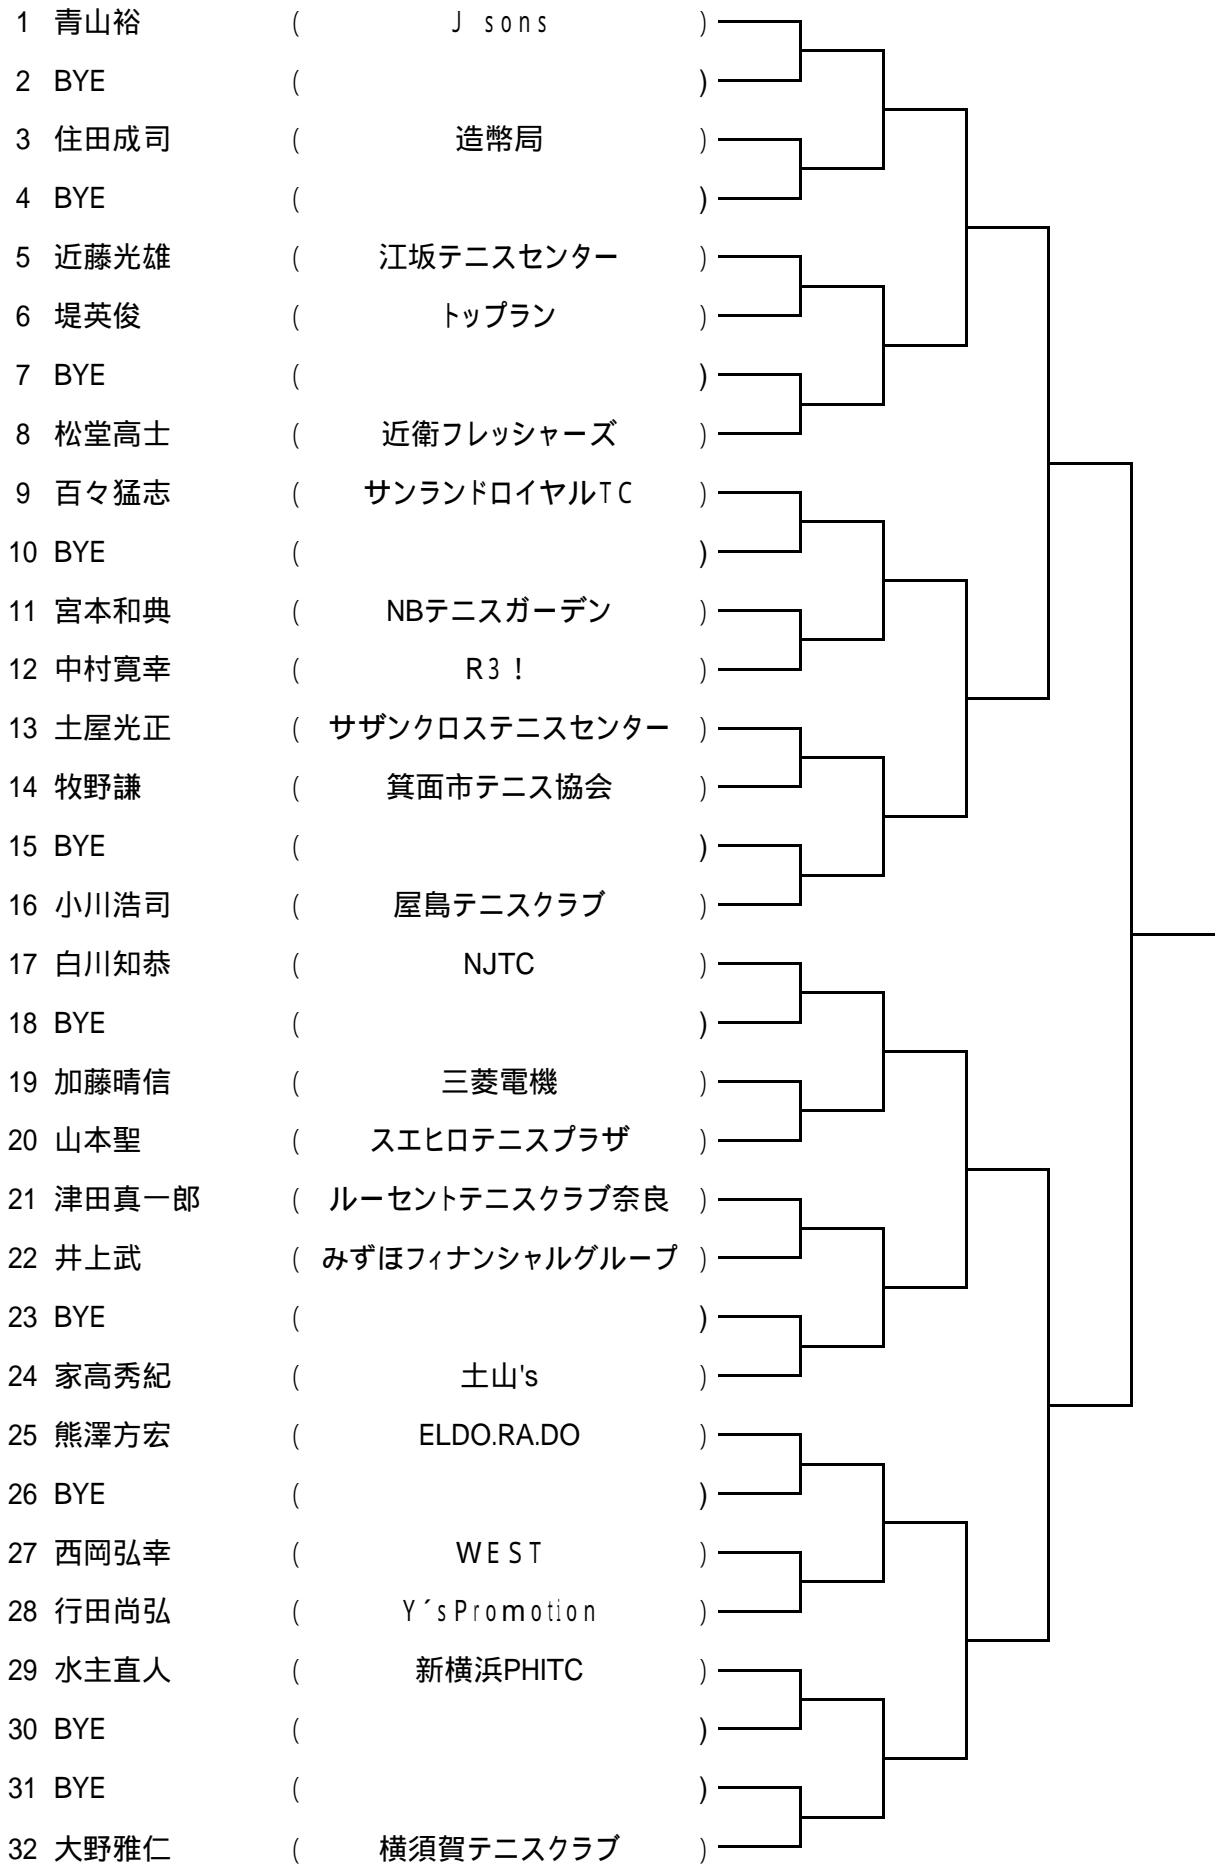 1 青山裕 ( J sons )
2 BYE ( )
3 住田成司 ( 造幣局 )
4 BYE ( )
5 近藤光雄 ( 江坂テニスセンター )
6 堤英俊 ( トップラン )
7 BYE ( )
8 松堂高士 ( 近衛フレッシャーズ )
9 百々猛志 ( サンランドロイヤルTC )
10 BYE ( )
11 宮本和典 ( NBテニスガーデン )
12 中村寛幸 ( R3！ )
13 土屋光正 ( サザンクロステニスセンター )
14 牧野謙 ( 箕面市テニス協会 )
15 BYE ( )
16 小川浩司 ( 屋島テニスクラブ )
17 白川知恭 ( NJTC )
18 BYE ( )
19 加藤晴信 ( 三菱電機 )
20 山本聖 ( スエヒロテニスプラザ )
21 津田真一郎 ( ルーセントテニスクラブ奈良 )
22 井上武 ( みずほフィナンシャルグループ )
23 BYE ( )
24 家高秀紀 ( 土山's )
25 熊澤方宏 ( ELDO.RA.DO )
26 BYE ( )
27 西岡弘幸 ( WEST )
28 行田尚弘 ( Y´sPromotion )
29 水主直人 ( 新横浜PHITC )
30 BYE ( )
31 BYE ( )
32 大野雅仁 ( 横須賀テニスクラブ )